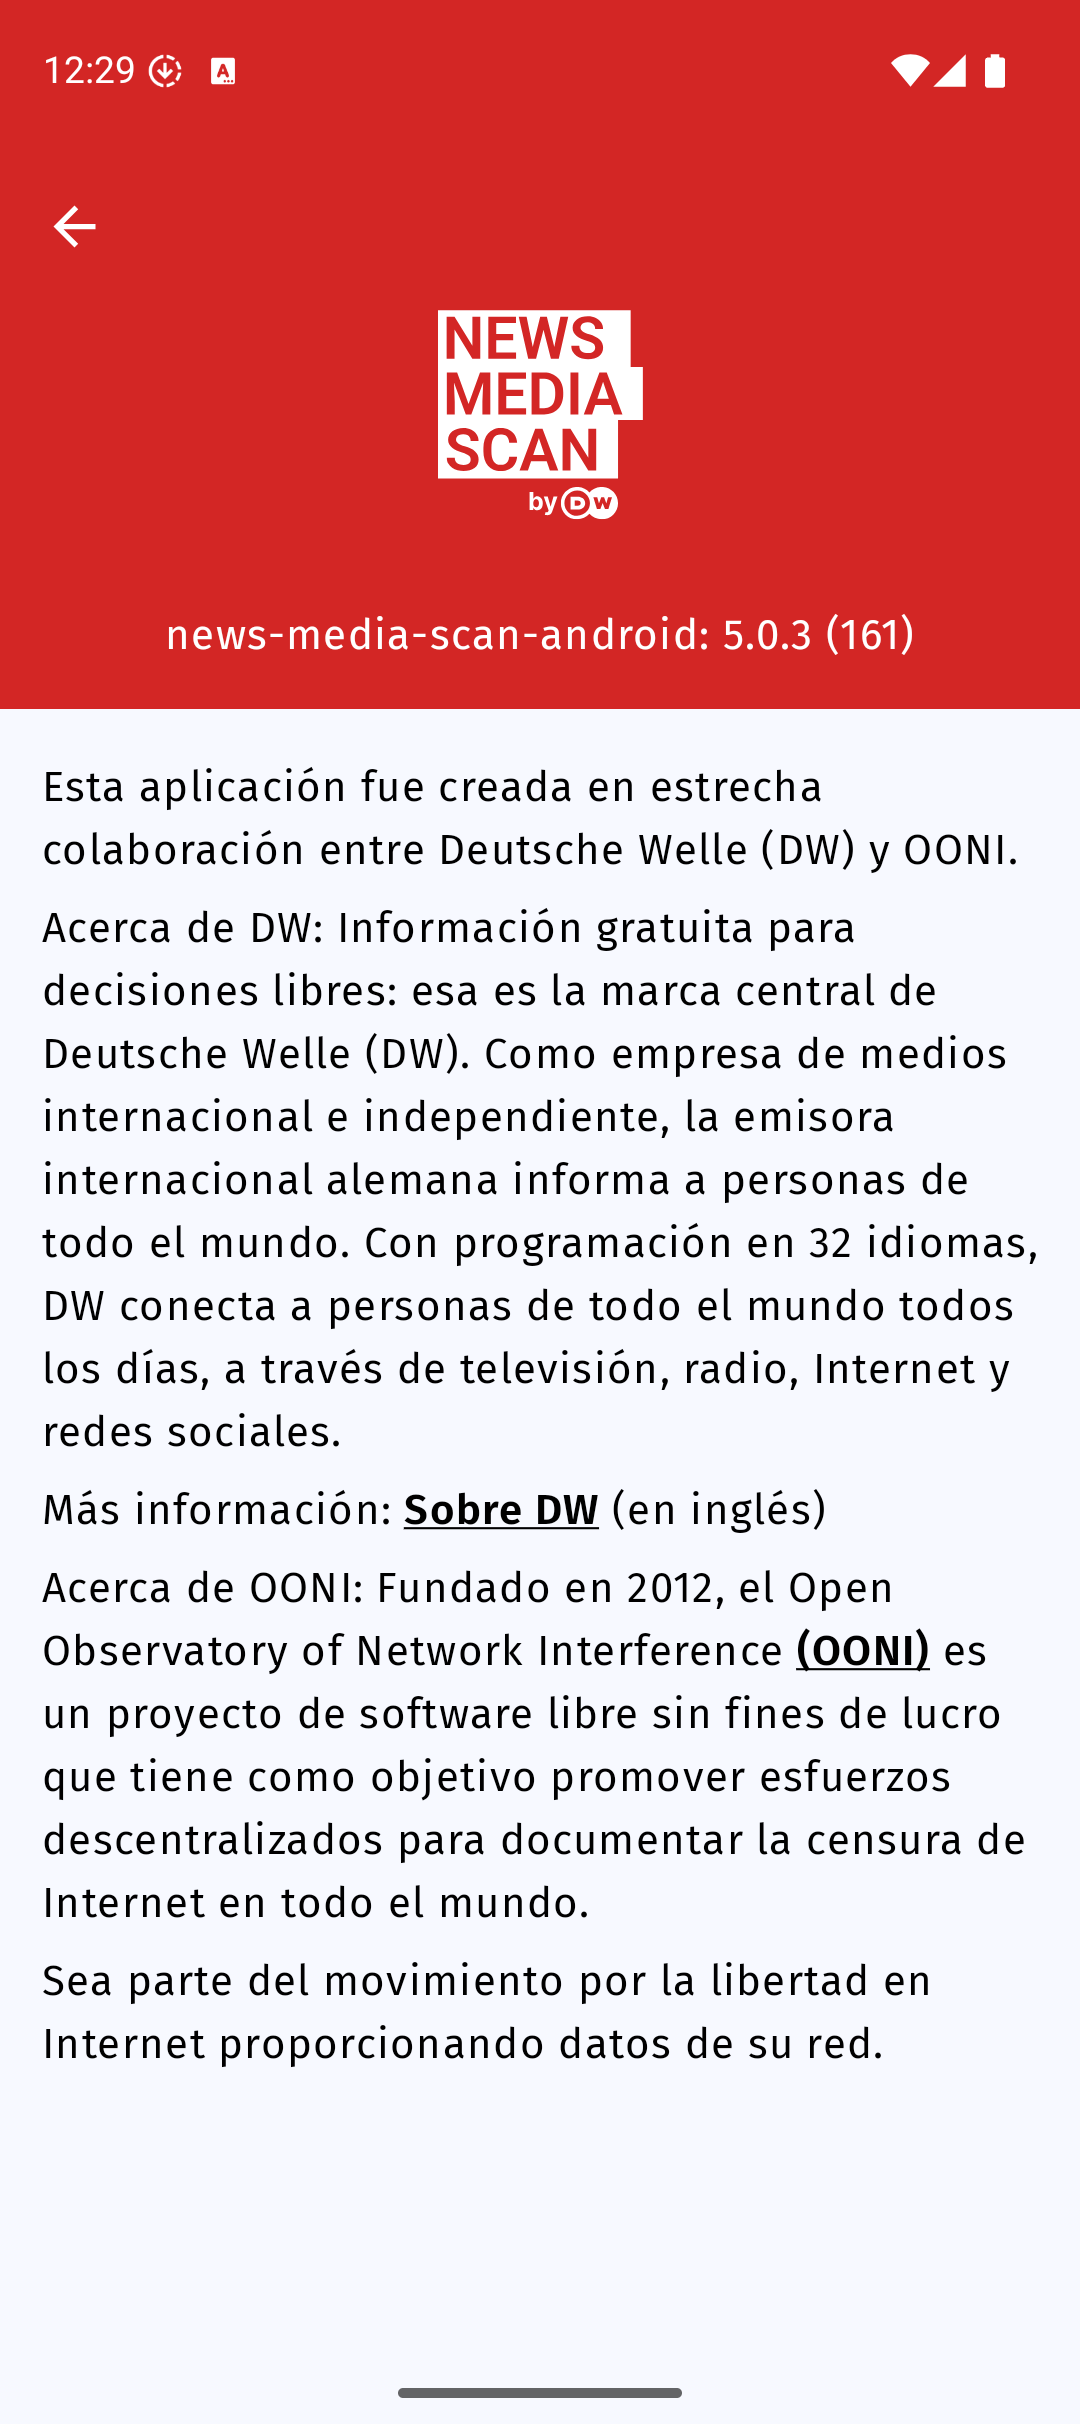 12:29
NEWS
MEDIA
SCAN
by DW
news-media-scan-android: 5.0.3 (161)
Esta aplicación fue creada en estrecha
colaboración entre Deutsche Welle (DW) y OONI.
Acerca de DW: Información gratuita para
decisiones libres: esa es la marca central de
Deutsche Welle (DW). Como empresa de medios
internacional e independiente, la emisora
internacional alemana informa a personas de
todo el mundo. Con programación en 32 idiomas,
DW conecta a personas de todo el mundo todos
los días, a través de televisión, radio, Internet y
redes sociales.
Más información: Sobre DW (en inglés)
Acerca de OONI: Fundado en 2012, el Open
Observatory of Network Interference (OONI) es
un proyecto de software libre sin fines de lucro
que tiene como objetivo promover esfuerzos
descentralizados para documentar la censura de
Internet en todo el mundo.
Sea parte del movimiento por la libertad en
Internet proporcionando datos de su red.